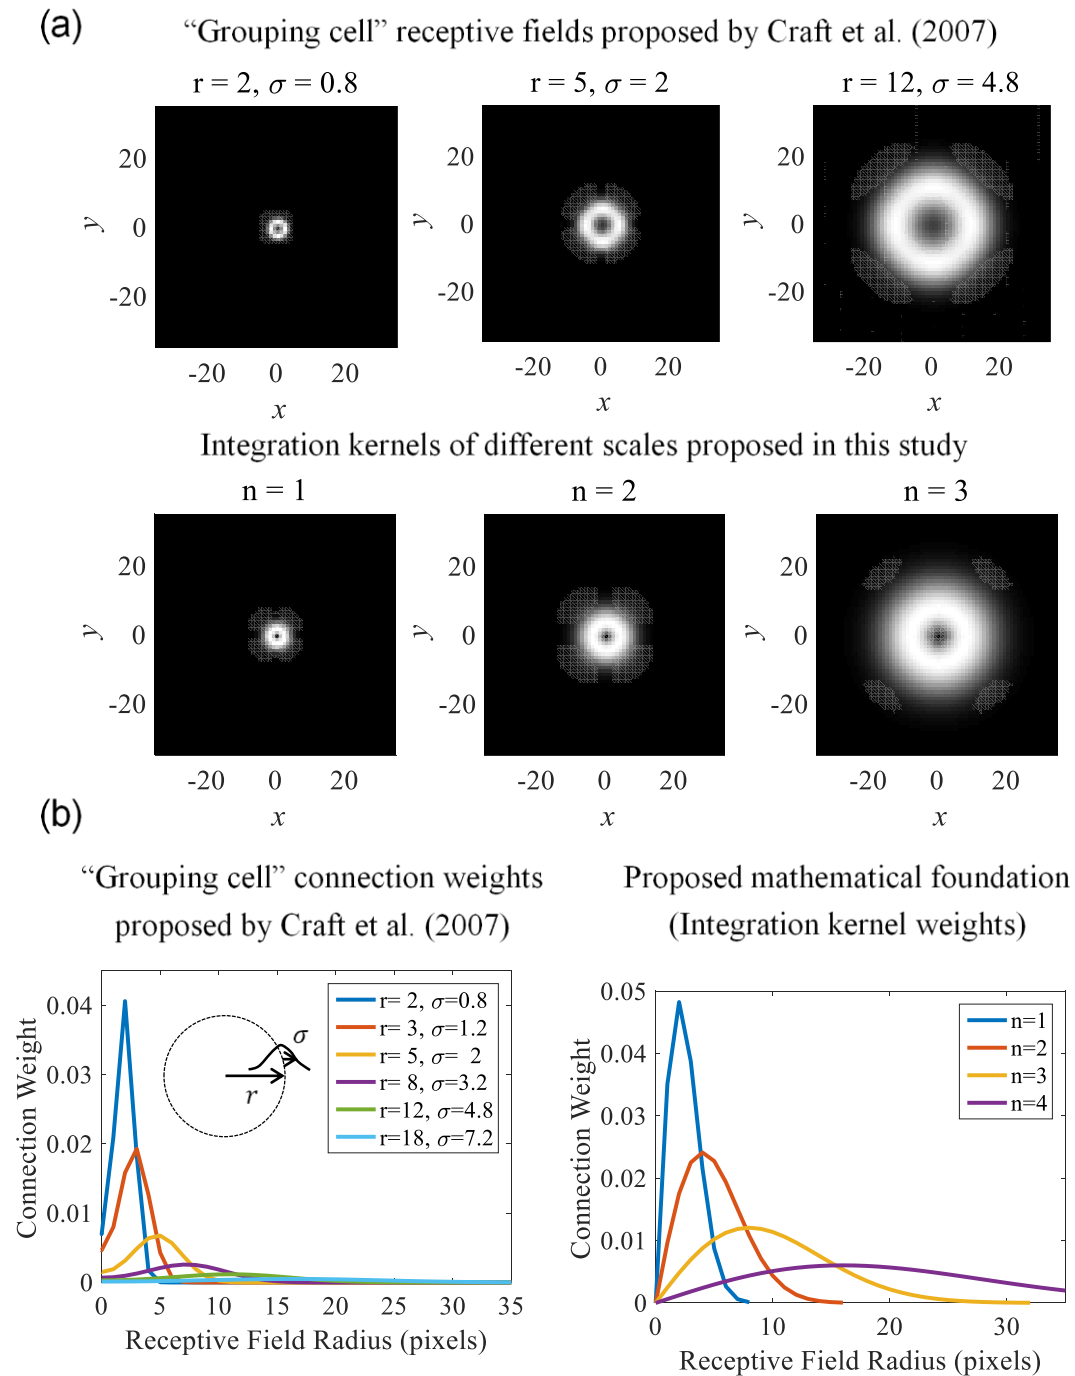 (a)
“Grouping cell” receptive fields proposed by Craft et al. (2007)
r = 2, σ = 0.8
r = 5, σ = 2
r = 12, σ = 4.8
20
0
-20
y
-20 0 20
x
20
0
-20
y
-20 0 20
x
20
0
-20
y
-20 0 20
x
Integration kernels of different scales proposed in this study
n = 1
n = 2
n = 3
20
0
-20
y
-20 0 20
x
20
0
-20
y
-20 0 20
x
20
0
-20
y
-20 0 20
x
(b)
“Grouping cell” connection weights
proposed by Craft et al. (2007)
0.04
0.03
0.02
0.01
0
Connection Weight
σ
r
r= 2, σ=0.8
r= 3, σ=1.2
r= 5, σ= 2
r= 8, σ=3.2
r=12, σ=4.8
r=18, σ=7.2
0 5 10 15 20 25 30 35
Receptive Field Radius (pixels)
Proposed mathematical foundation
(Integration kernel weights)
0.05
0.04
0.03
0.02
0.01
0
Connection Weight
n=1
n=2
n=3
n=4
0 10 20 30
Receptive Field Radius (pixels)